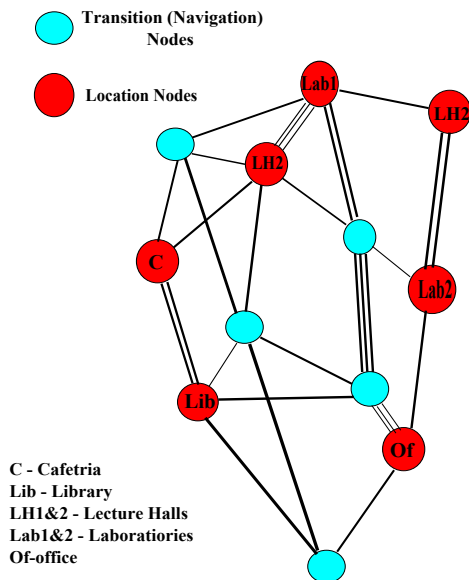 Transition (Navigation)
Nodes
Location Nodes
Lab1
LH2
LH2
C
Lab2
Lib
Of
C - Cafetria
Lib - Library
LH1&2 - Lecture Halls
Lab1&2 - Laboratiories
Of-office